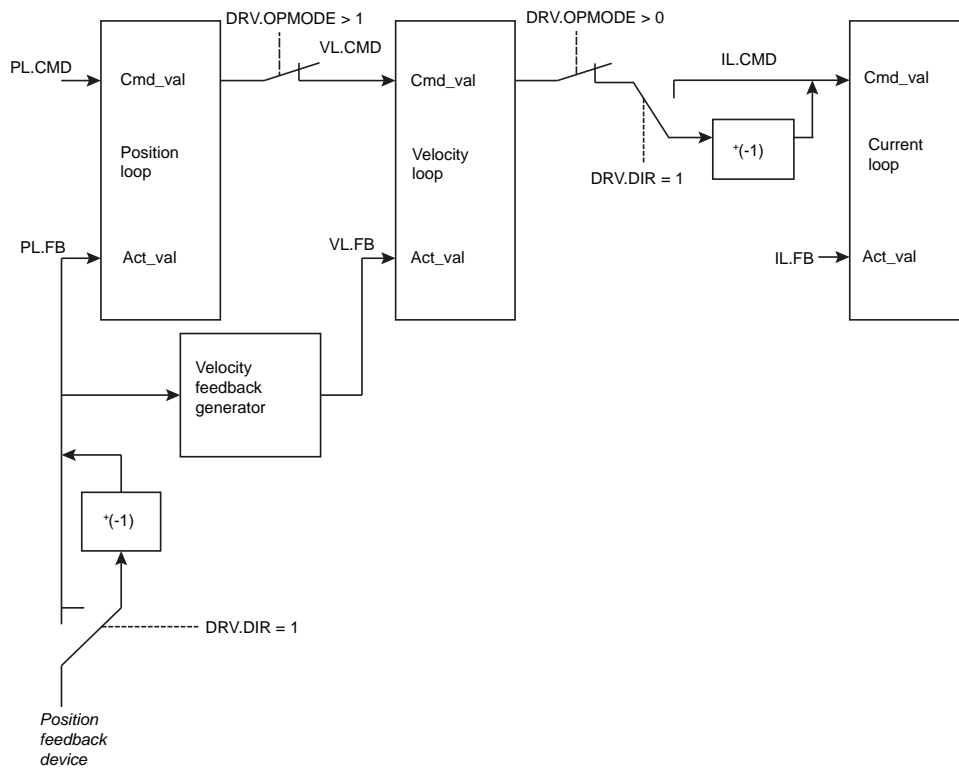 DRV.OPMODE > 1
DRV.OPMODE > 0
PL.CMD
VL.CMD
IL.CMD
Cmd_val
Cmd_val
Cmd_val
Position
loop
Velocity
loop
+(-1)
Current
loop
DRV.DIR = 1
PL.FB
Act_val
VL.FB
Act_val
IL.FB
Act_val
Velocity
feedback
generator
+(-1)
DRV.DIR = 1
Position
feedback
device